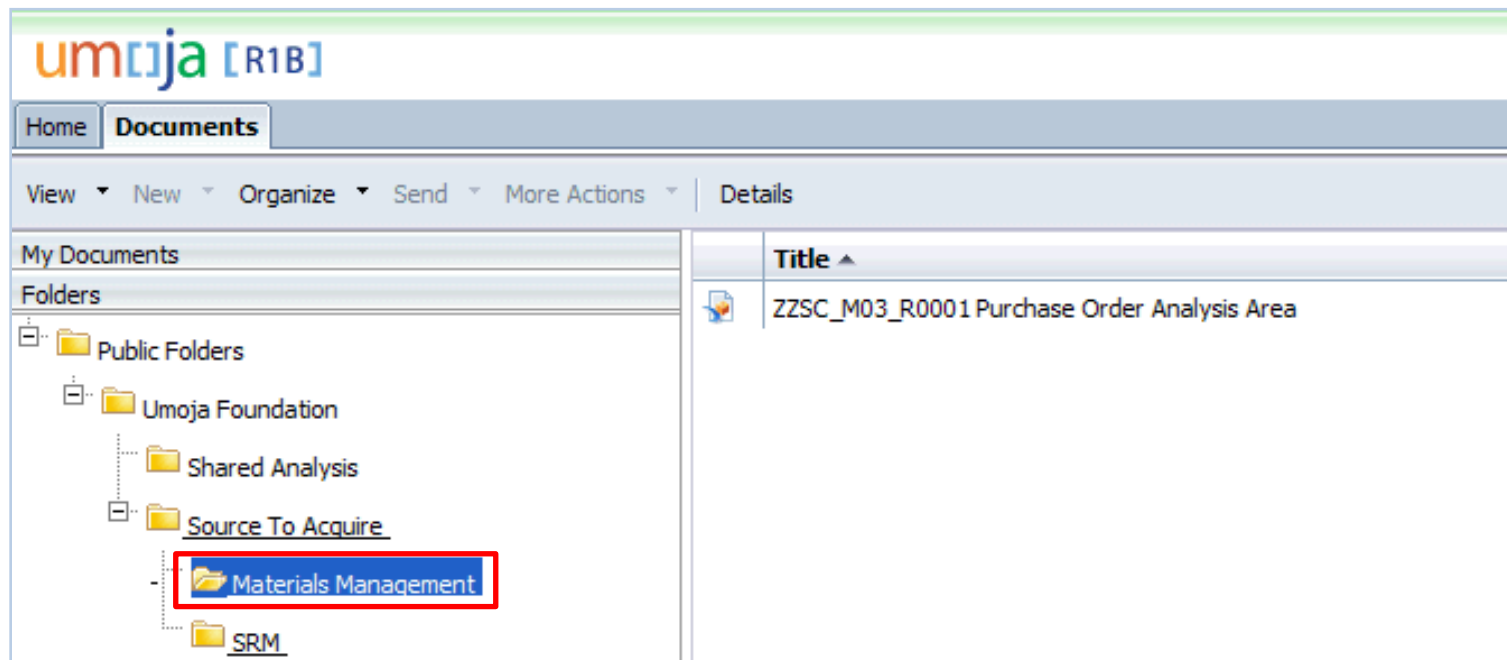 um[]ja [R1B]
Home Documents
View New Organize Send More Actions Details
My Documents
Title
Folders
ZZSC_M03_R0001 Purchase Order Analysis Area
Public Folders
Umoja Foundation
Shared Analysis
Source To Acquire
Materials Management
SRM